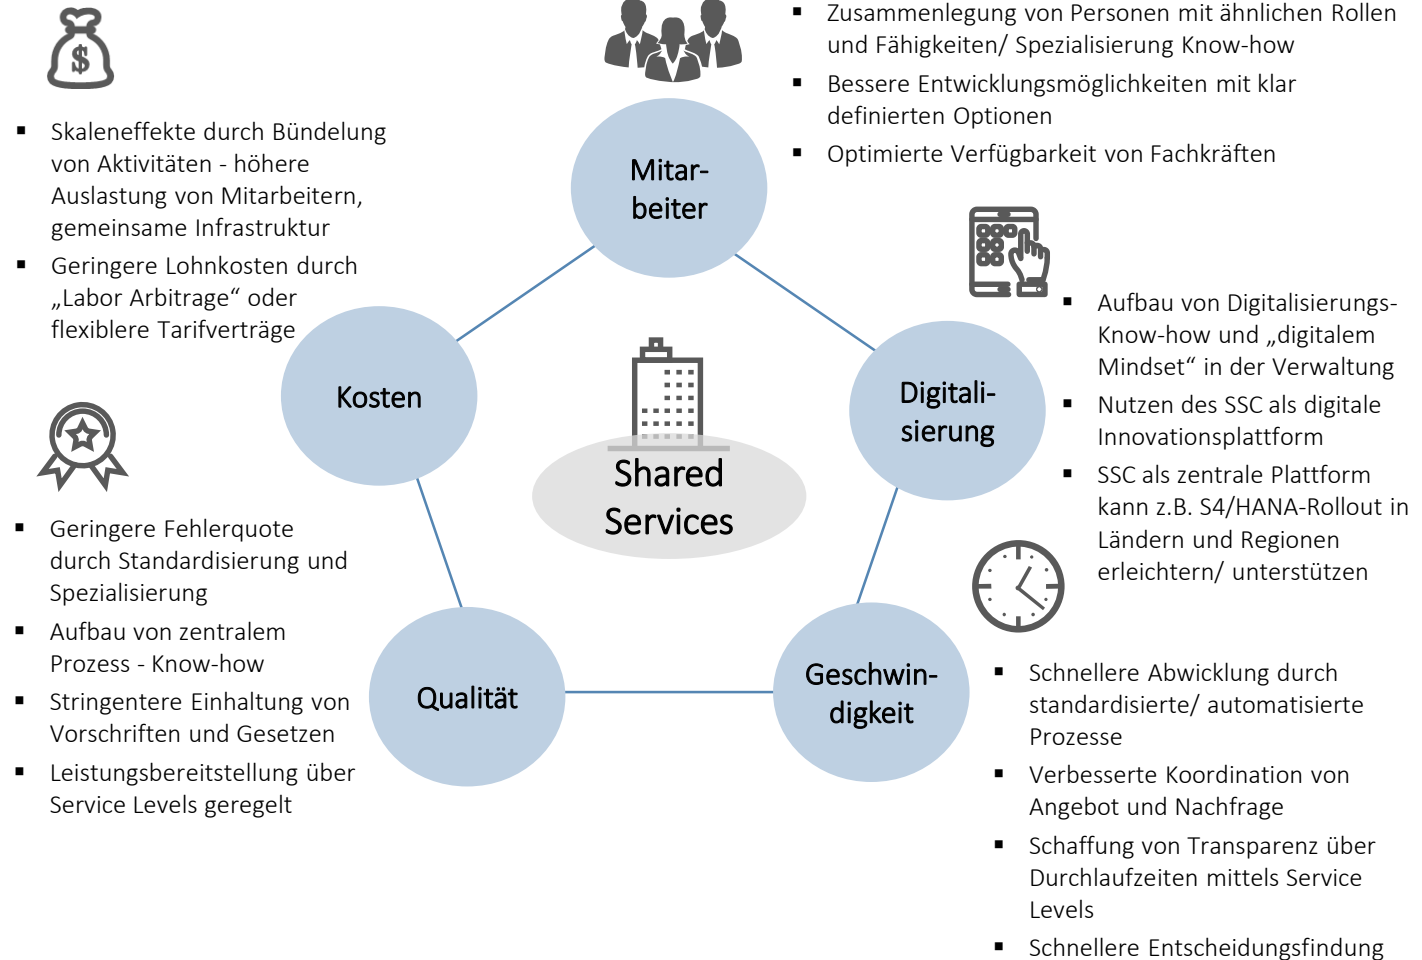 $
▪ Skaleneffekte durch Bündelung
von Aktivitäten - höhere
Auslastung von Mitarbeitern,
gemeinsame Infrastruktur
▪ Geringere Lohnkosten durch
„Labor Arbitrage“ oder
flexiblere Tarifverträge
Kosten
▪ Zusammenlegung von Personen mit ähnlichen Rollen
und Fähigkeiten/ Spezialisierung Know-how
▪ Bessere Entwicklungsmöglichkeiten mit klar
definierten Optionen
▪ Optimierte Verfügbarkeit von Fachkräften
Mitar-
beiter
▪ Aufbau von Digitalisierungs-
Know-how und „digitalem
Mindset“ in der Verwaltung
▪ Nutzen des SSC als digitale
Innovationsplattform
▪ SSC als zentrale Plattform
kann z.B. S4/HANA-Rollout in
Ländern und Regionen
erleichtern/ unterstützen
Digitali-
sierung
Shared
Services
▪ Geringere Fehlerquote
durch Standardisierung und
Spezialisierung
▪ Aufbau von zentralem
Prozess - Know-how
▪ Stringentere Einhaltung von
Vorschriften und Gesetzen
▪ Leistungsbereitstellung über
Service Levels geregelt
Qualität
Geschwin-
digkeit
▪ Schnellere Abwicklung durch
standardisierte/ automatisierte
Prozesse
▪ Verbesserte Koordination von
Angebot und Nachfrage
▪ Schaffung von Transparenz über
Durchlaufzeiten mittels Service
Levels
▪ Schnellere Entscheidungsfindung